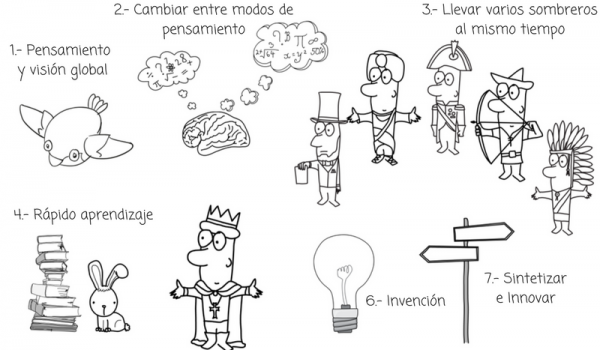 1.- Pensamiento
y visión global
2.- Cambiar entre modos de
pensamiento
3.- Llevar varios sombreros
al mismo tiempo
4.- Rápido aprendizaje
6.- Invención
7.- Sintetizar
e Innovar